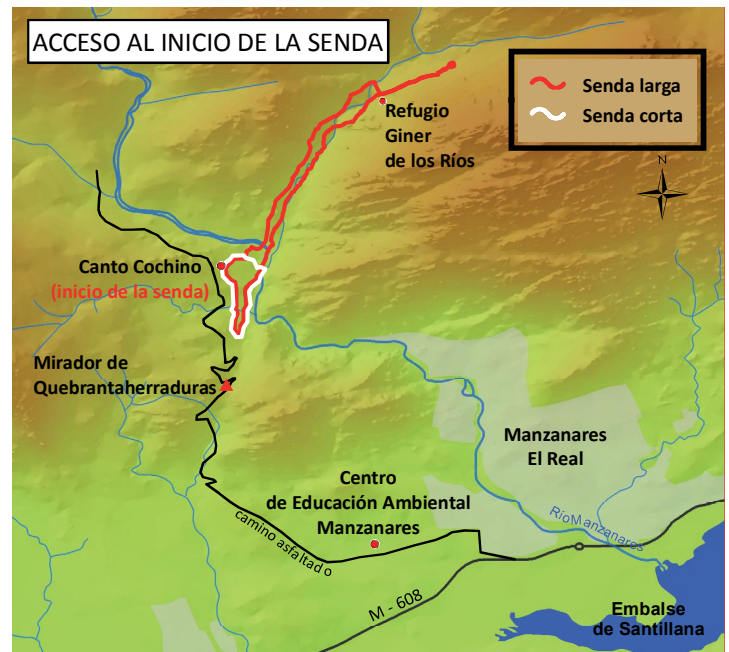 ACCESO AL INICIO DE LA SENDA
Senda larga
Senda corta
N
Refugio
Giner
de los Ríos
Canto Cochino
(inicio de la senda)
Mirador de
Quebrantaherraduras
Manzanares
El Real
Centro
de Educación Ambiental
Manzanares
camino asfaltado
Río Manzanares
M - 608
Embalse
de Santillana